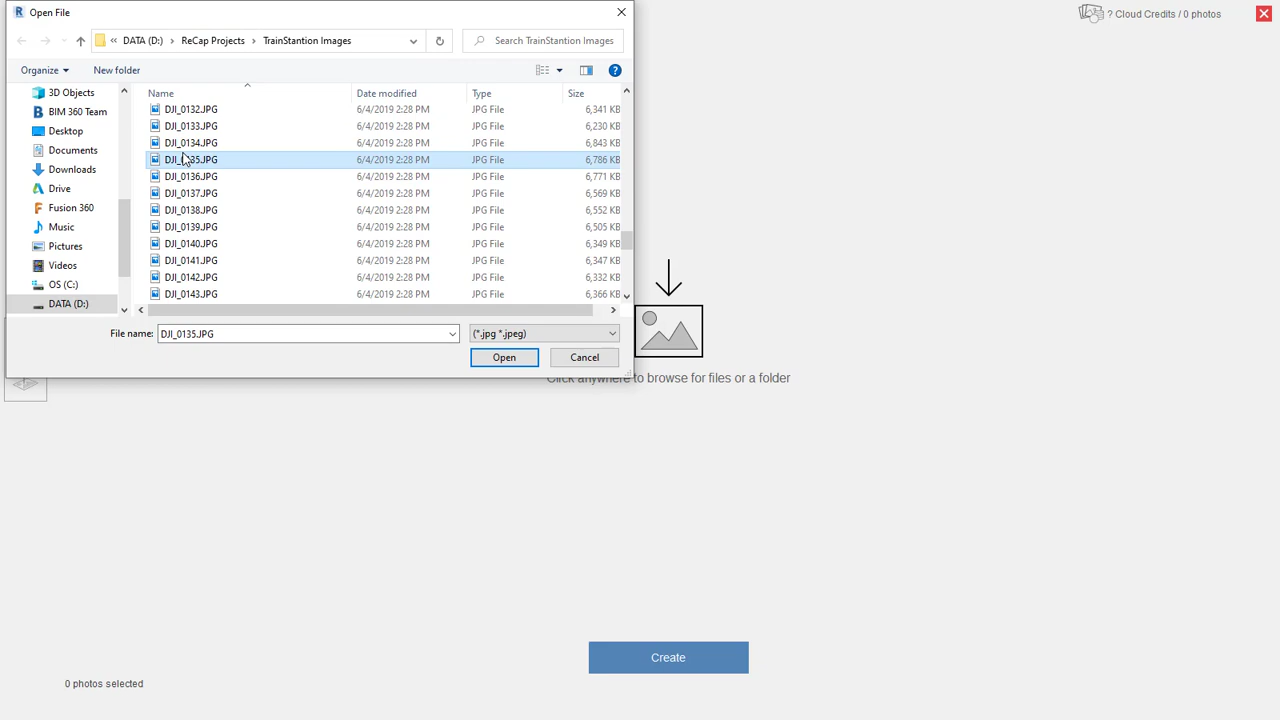 Open File
? Cloud Credits / 0 photos
« DATA (D:) > ReCap Projects > TrainStantion Images
Search TrainStantion Images
Organize
New folder
Name Date modified Type Size
3D Objects
BIM 360 Team
Desktop
Documents
Downloads
Drive
Fusion 360
Music
Pictures
Videos
OS (C:)
DATA (D:)
DJI_0132.JPG 6/4/2019 2:28 PM JPG File 6,341 KB
DJI_0133.JPG 6/4/2019 2:28 PM JPG File 6,230 KB
DJI_0134.JPG 6/4/2019 2:28 PM JPG File 6,843 KB
DJI_0135.JPG 6/4/2019 2:28 PM JPG File 6,786 KB
DJI_0136.JPG 6/4/2019 2:28 PM JPG File 6,771 KB
DJI_0137.JPG 6/4/2019 2:28 PM JPG File 6,569 KB
DJI_0138.JPG 6/4/2019 2:28 PM JPG File 6,552 KB
DJI_0139.JPG 6/4/2019 2:28 PM JPG File 6,505 KB
DJI_0140.JPG 6/4/2019 2:28 PM JPG File 6,349 KB
DJI_0141.JPG 6/4/2019 2:28 PM JPG File 6,347 KB
DJI_0142.JPG 6/4/2019 2:28 PM JPG File 6,332 KB
DJI_0143.JPG 6/4/2019 2:28 PM JPG File 6,366 KB
File name: DJI_0135.JPG
(*.jpg *.jpeg)
Open
Cancel
Click anywhere to browse for files or a folder
Create
0 photos selected